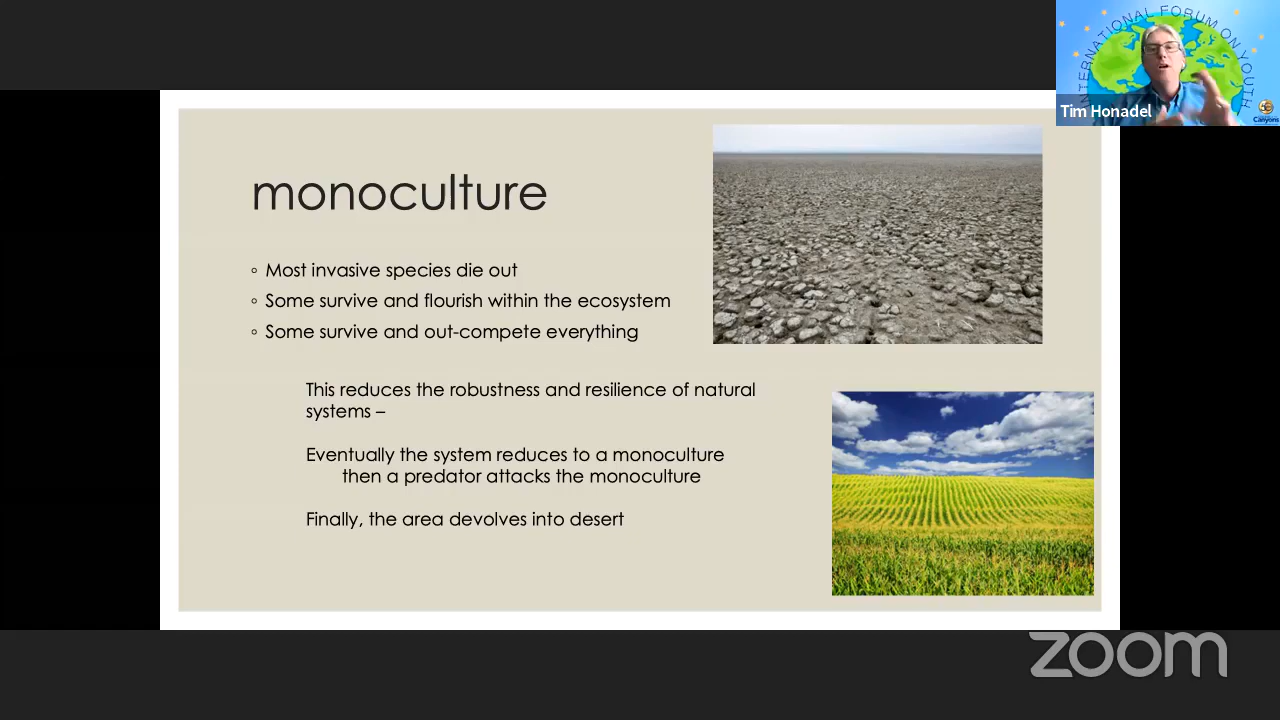 INTERNATIONAL FORUM ON YOUTH
Tim Honadel
Canyons
monoculture
◦ Most invasive species die out
◦ Some survive and flourish within the ecosystem
◦ Some survive and out-compete everything
This reduces the robustness and resilience of natural
systems –
Eventually the system reduces to a monoculture
then a predator attacks the monoculture
Finally, the area devolves into desert
zoom